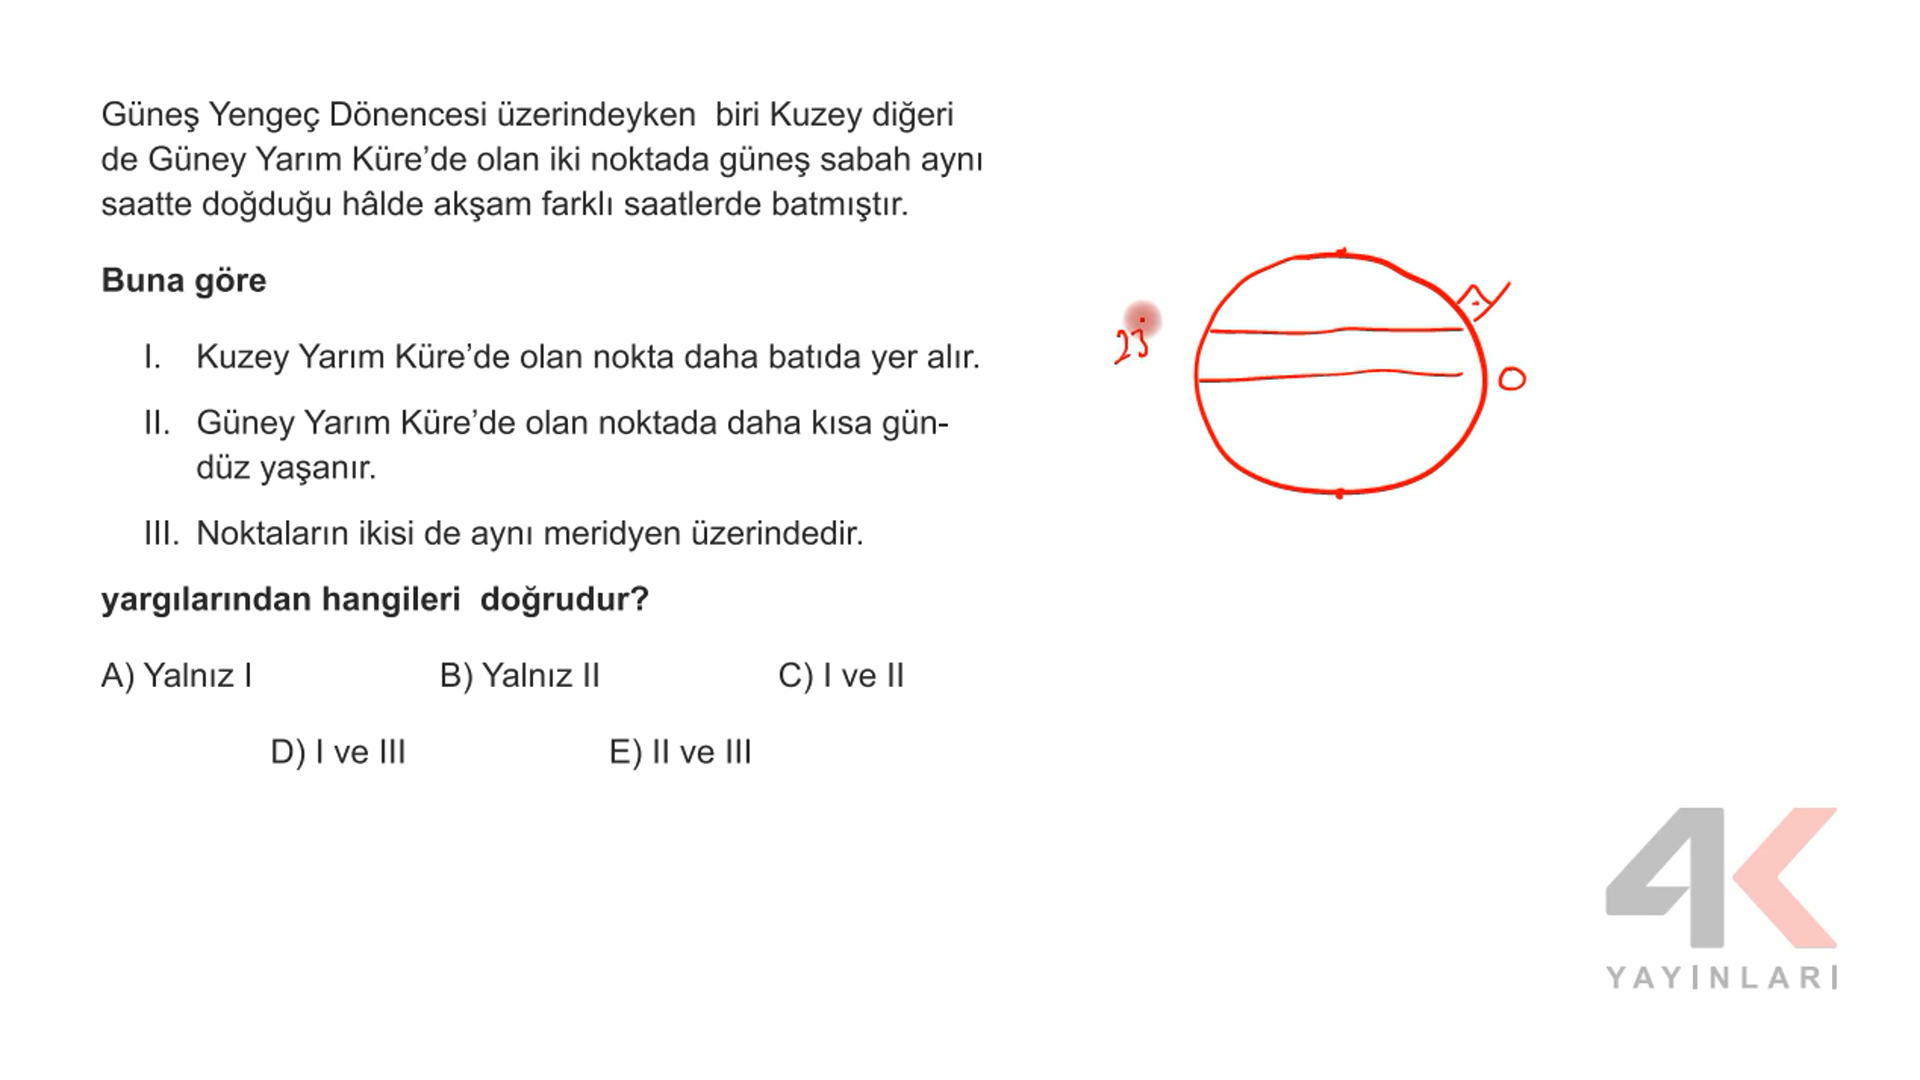 Güneş Yengeç Dönencesi üzerindeyken biri Kuzey diğeri
de Güney Yarım Küre'de olan iki noktada güneş sabah aynı
saatte doğduğu hâlde akşam farklı saatlerde batmıştır.
Buna göre
I. Kuzey Yarım Küre'de olan nokta daha batıda yer alır.
II. Güney Yarım Küre'de olan noktada daha kısa gün-
düz yaşanır.
III. Noktaların ikisi de aynı meridyen üzerindedir.
yargılarından hangileri doğrudur?
A) Yalnız I B) Yalnız II C) I ve II
D) I ve III E) II ve III
23
0
4K
YAYINLARI